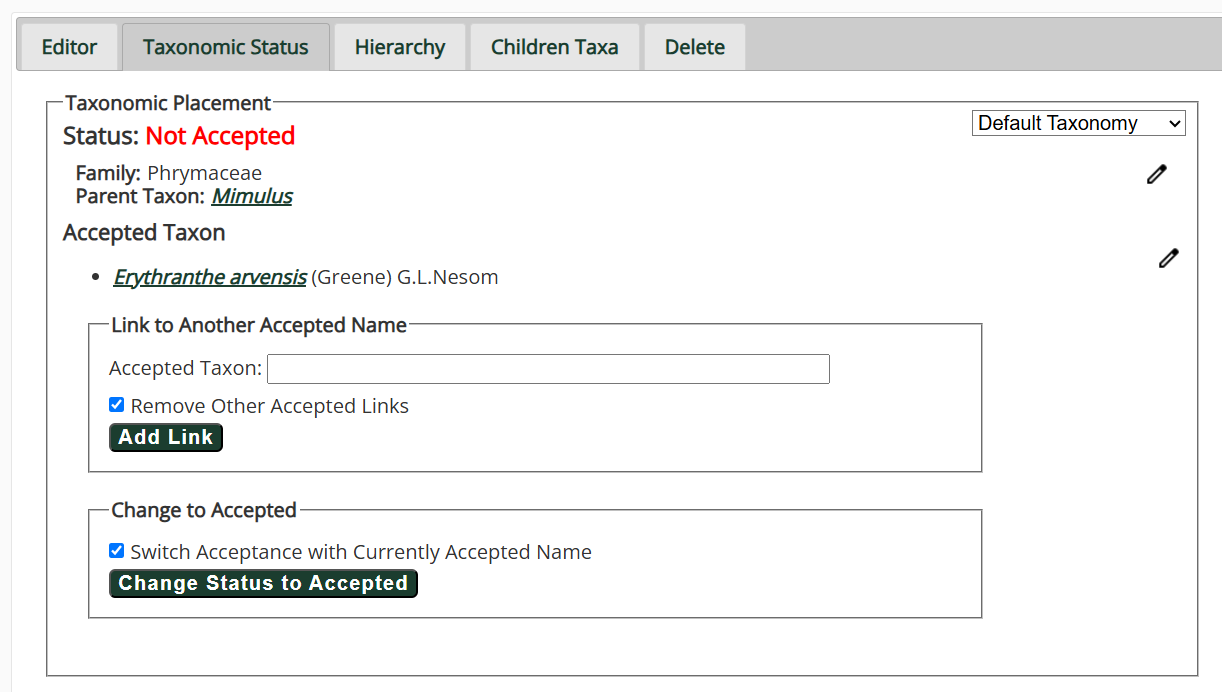 Editor Taxonomic Status Hierarchy Children Taxa Delete
Taxonomic Placement
Default Taxonomy
Status: Not Accepted
Family: Phrymaceae
Parent Taxon: Mimulus
Accepted Taxon
• Erythranthe arvensis (Greene) G.L.Nesom
Link to Another Accepted Name
Accepted Taxon:
Remove Other Accepted Links
Add Link
Change to Accepted
Switch Acceptance with Currently Accepted Name
Change Status to Accepted